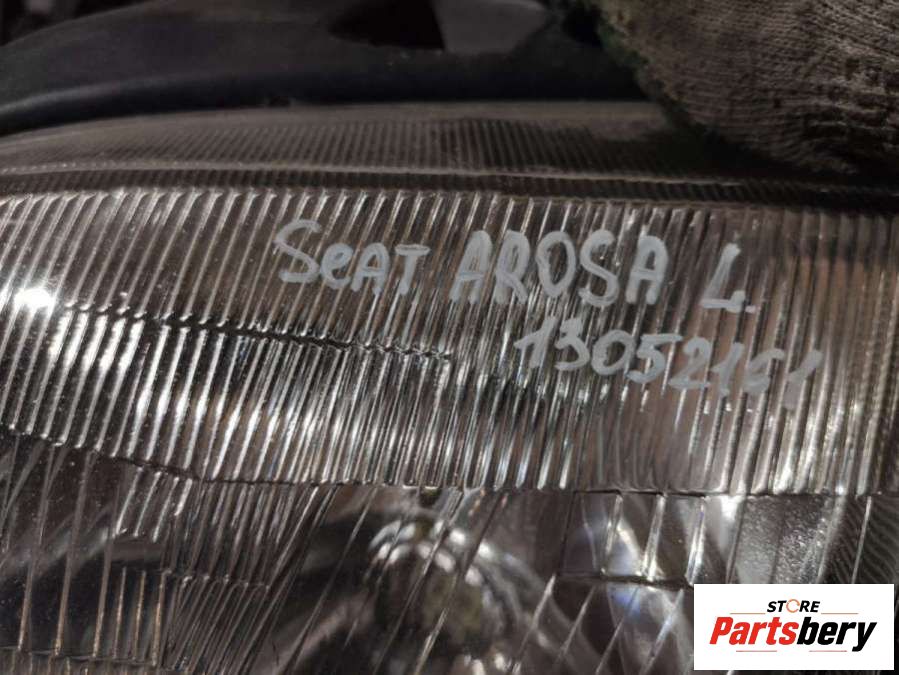 Seat AROSA L.
13052161
STORE
Partsbery